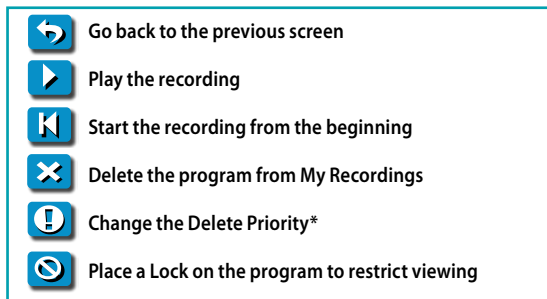 Go back to the previous screen
Play the recording
Start the recording from the beginning
Delete the program from My Recordings
Change the Delete Priority*
Place a Lock on the program to restrict viewing